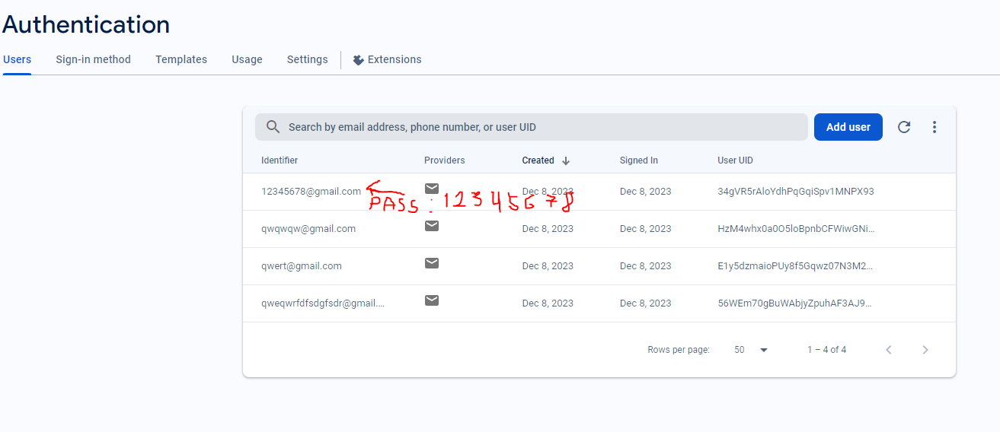 Authentication
Users Sign-in method Templates Usage Settings Extensions
Search by email address, phone number, or user UID Add user
Identifier Providers Created Signed In User UID
12345678@gmail.com Dec 8, 2023 Dec 8, 2023 34gVR5rAloYdhPqGqiSpv1MNPX93
PASS : 12345678
qwqwqw@gmail.com Dec 8, 2023 Dec 8, 2023 HzM4whx0a0O5loBpnbCFWiwGNi...
qwert@gmail.com Dec 8, 2023 Dec 8, 2023 E1y5dzmaioPUy8f5Gqwz07N3M2...
qweqwrfdfsdgfsdr@gmail.... Dec 8, 2023 Dec 8, 2023 56WEm70gBuWAbjyZpuhAF3AJ9...
Rows per page: 50 1 – 4 of 4